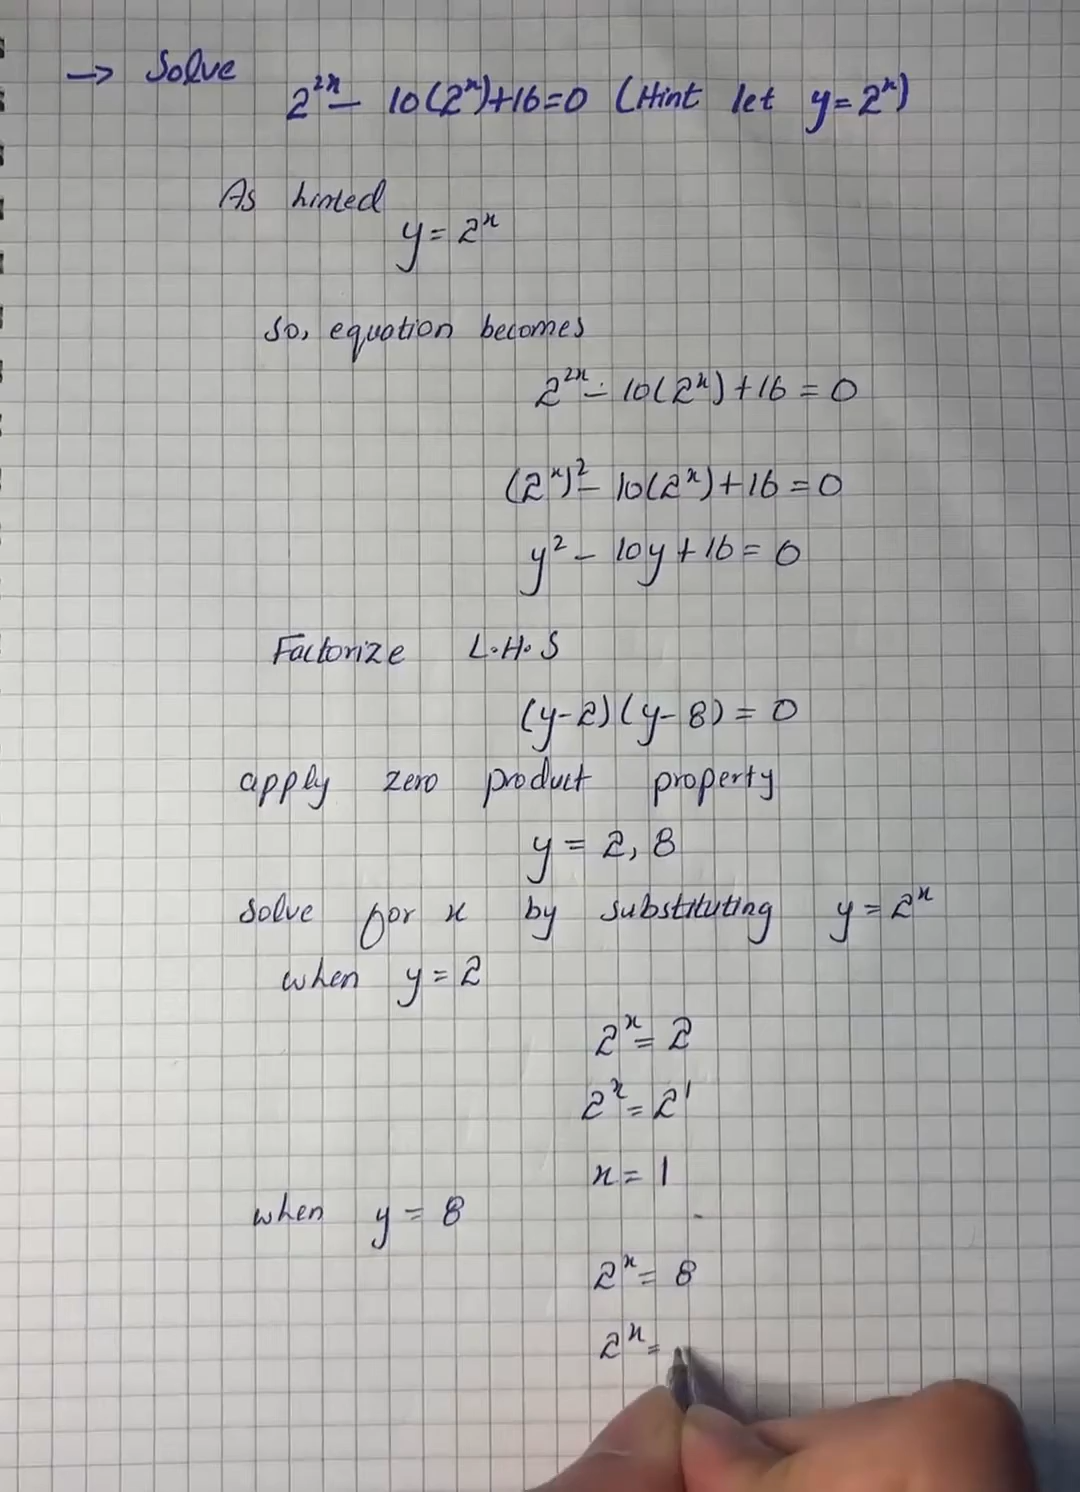 → Solve
2^{2x} - 10(2^x)+16=0 (Hint let y=2^x)
As hinted
y = 2^x
So, equation becomes
2^{2x} - 10(2^x)+16 = 0
(2^x)^2 - 10(2^x)+16 = 0
y^2 - 10y+16 = 0
Factorize L.H.S
(y-2)(y-8) = 0
apply zero product property
y = 2, 8
Solve for x by substituting y = 2^x
when y = 2
2^x = 2
2^x = 2^1
x = 1
when y = 8
2^x = 8
2^x =